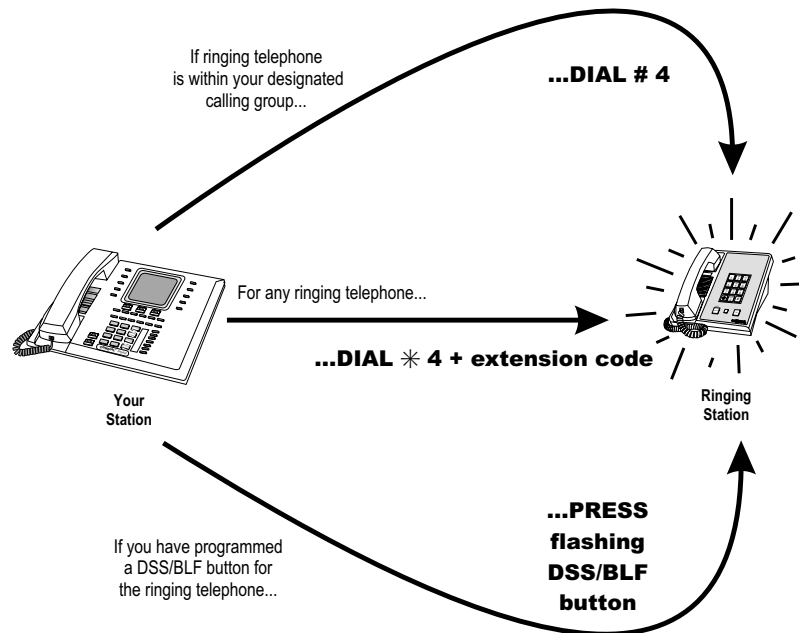 If ringing telephone
is within your designated
calling group...
...DIAL # 4
For any ringing telephone...
...DIAL ✳ 4 + extension code
Your
Station
Ringing
Station
If you have programmed
a DSS/BLF button for
the ringing telephone...
...PRESS
flashing
DSS/BLF
button